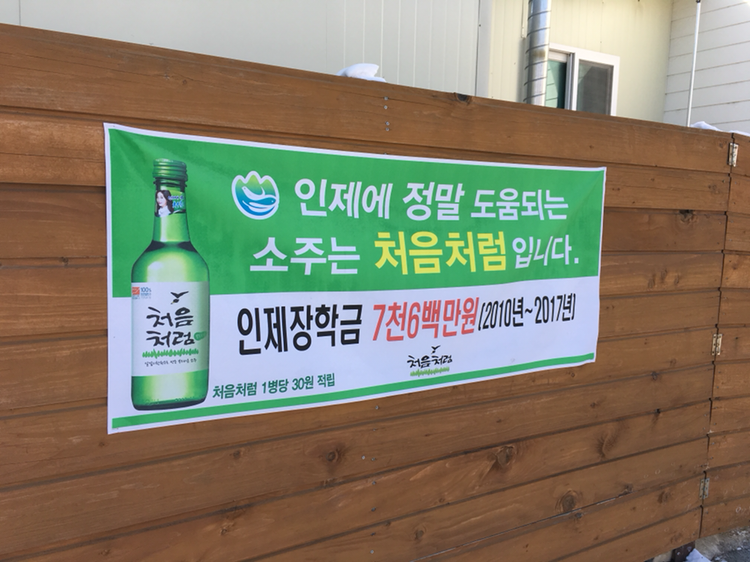 인제에 정말 도움되는
소주는 처음처럼입니다.
인제장학금 7천6백만원(2010년~2017년)
처음처럼
처음처럼 1병당 30원 적립
100%
처음
처럼